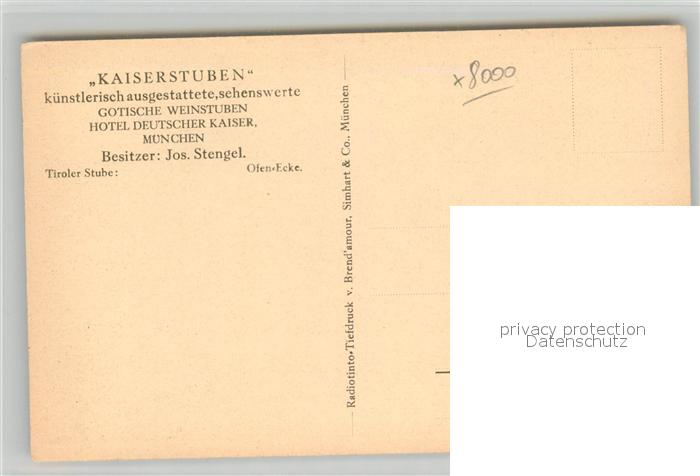 „KAISERSTUBEN“
künstlerisch ausgestattete, sehenswerte
GOTISCHE WEINSTUBEN
HOTEL DEUTSCHER KAISER,
MÜNCHEN
Besitzer: Jos. Stengel.
Tiroler Stube: Ofen-Ecke.
Radiotinto-Tiefdruck v. Brend'amour, Simhart & Co., München
x8000
privacy protection
Datenschutz